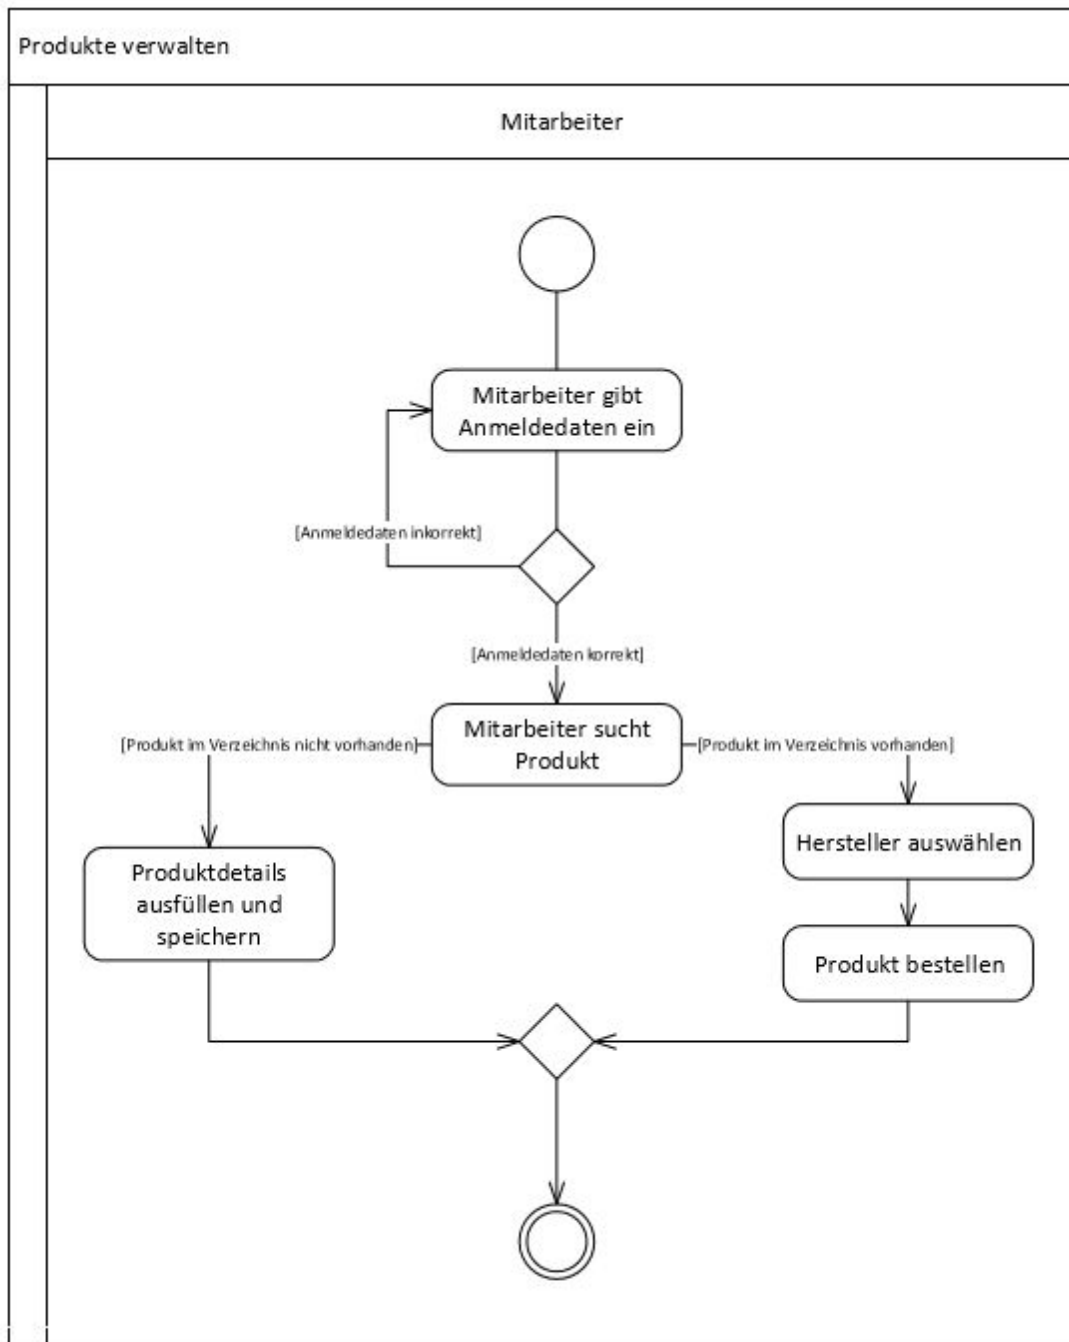 Produkte verwalten
Mitarbeiter
Mitarbeiter gibt
Anmeldedaten ein
[Anmeldedaten inkorrekt]
[Anmeldedaten korrekt]
Mitarbeiter sucht
Produkt
[Produkt im Verzeichnis nicht vorhanden]
[Produkt im Verzeichnis vorhanden]
Hersteller auswählen
Produktdetails
ausfüllen und
speichern
Produkt bestellen